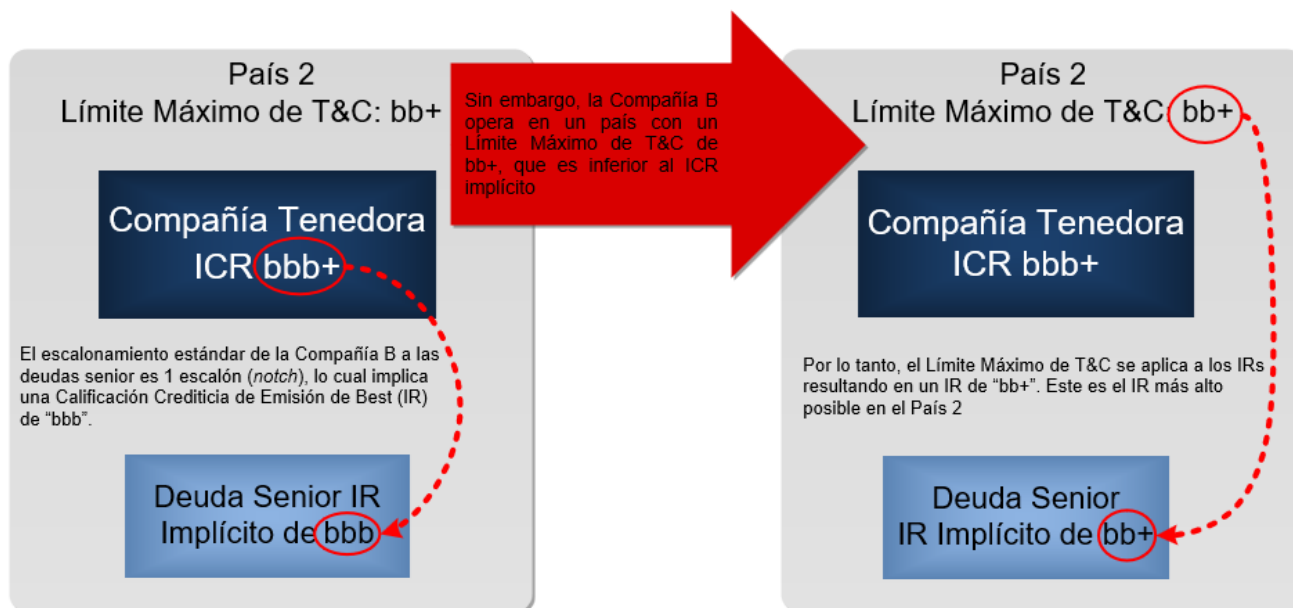 País 2
Límite Máximo de T&C: bb+
Compañía Tenedora
ICR bbb+
El escalonamiento estándar de la Compañía B a las
deudas senior es 1 escalón (notch), lo cual implica
una Calificación Crediticia de Emisión de Best (IR)
de “bbb”.
Deuda Senior IR
Implícito de bbb
Sin embargo, la Compañía B
opera en un país con un
Límite Máximo de T&C de
bb+, que es inferior al ICR
implícito
País 2
Límite Máximo de T&C: bb+
Compañía Tenedora
ICR bbb+
Por lo tanto, el Límite Máximo de T&C se aplica a los IRs
resultando en un IR de “bb+”. Este es el IR más alto
posible en el País 2
Deuda Senior
IR Implícito de bb+